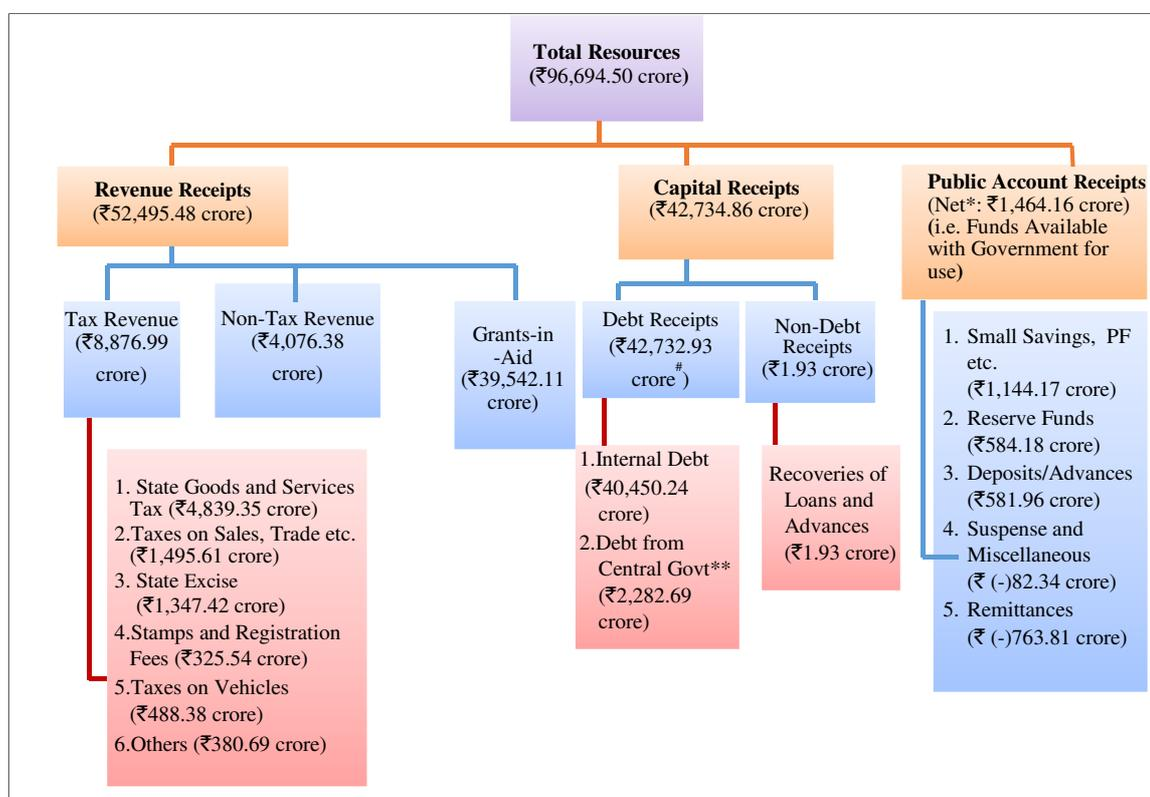 Total Resources
(₹96,694.50 crore)
Revenue Receipts
(₹52,495.48 crore)
Capital Receipts
(₹42,734.86 crore)
Public Account Receipts
(Net*: ₹1,464.16 crore)
(i.e. Funds Available
with Government for
use)
Tax Revenue
(₹8,876.99
crore)
Non-Tax Revenue
(₹4,076.38
crore)
Grants-in
-Aid
(₹39,542.11
crore)
Debt Receipts
(₹42,732.93
crore#)
Non-Debt
Receipts
(₹1.93 crore)
1. State Goods and Services
Tax (₹4,839.35 crore)
2.Taxes on Sales, Trade etc.
(₹1,495.61 crore)
3. State Excise
(₹1,347.42 crore)
4.Stamps and Registration
Fees (₹325.54 crore)
5.Taxes on Vehicles
(₹488.38 crore)
6.Others (₹380.69 crore)
1.Internal Debt
(₹40,450.24
crore)
2.Debt from
Central Govt**
(₹2,282.69
crore)
Recoveries of
Loans and
Advances
(₹1.93 crore)
1. Small Savings, PF
etc.
(₹1,144.17 crore)
2. Reserve Funds
(₹584.18 crore)
3. Deposits/Advances
(₹581.96 crore)
4. Suspense and
Miscellaneous
(₹ (-)82.34 crore)
5. Remittances
(₹ (-)763.81 crore)